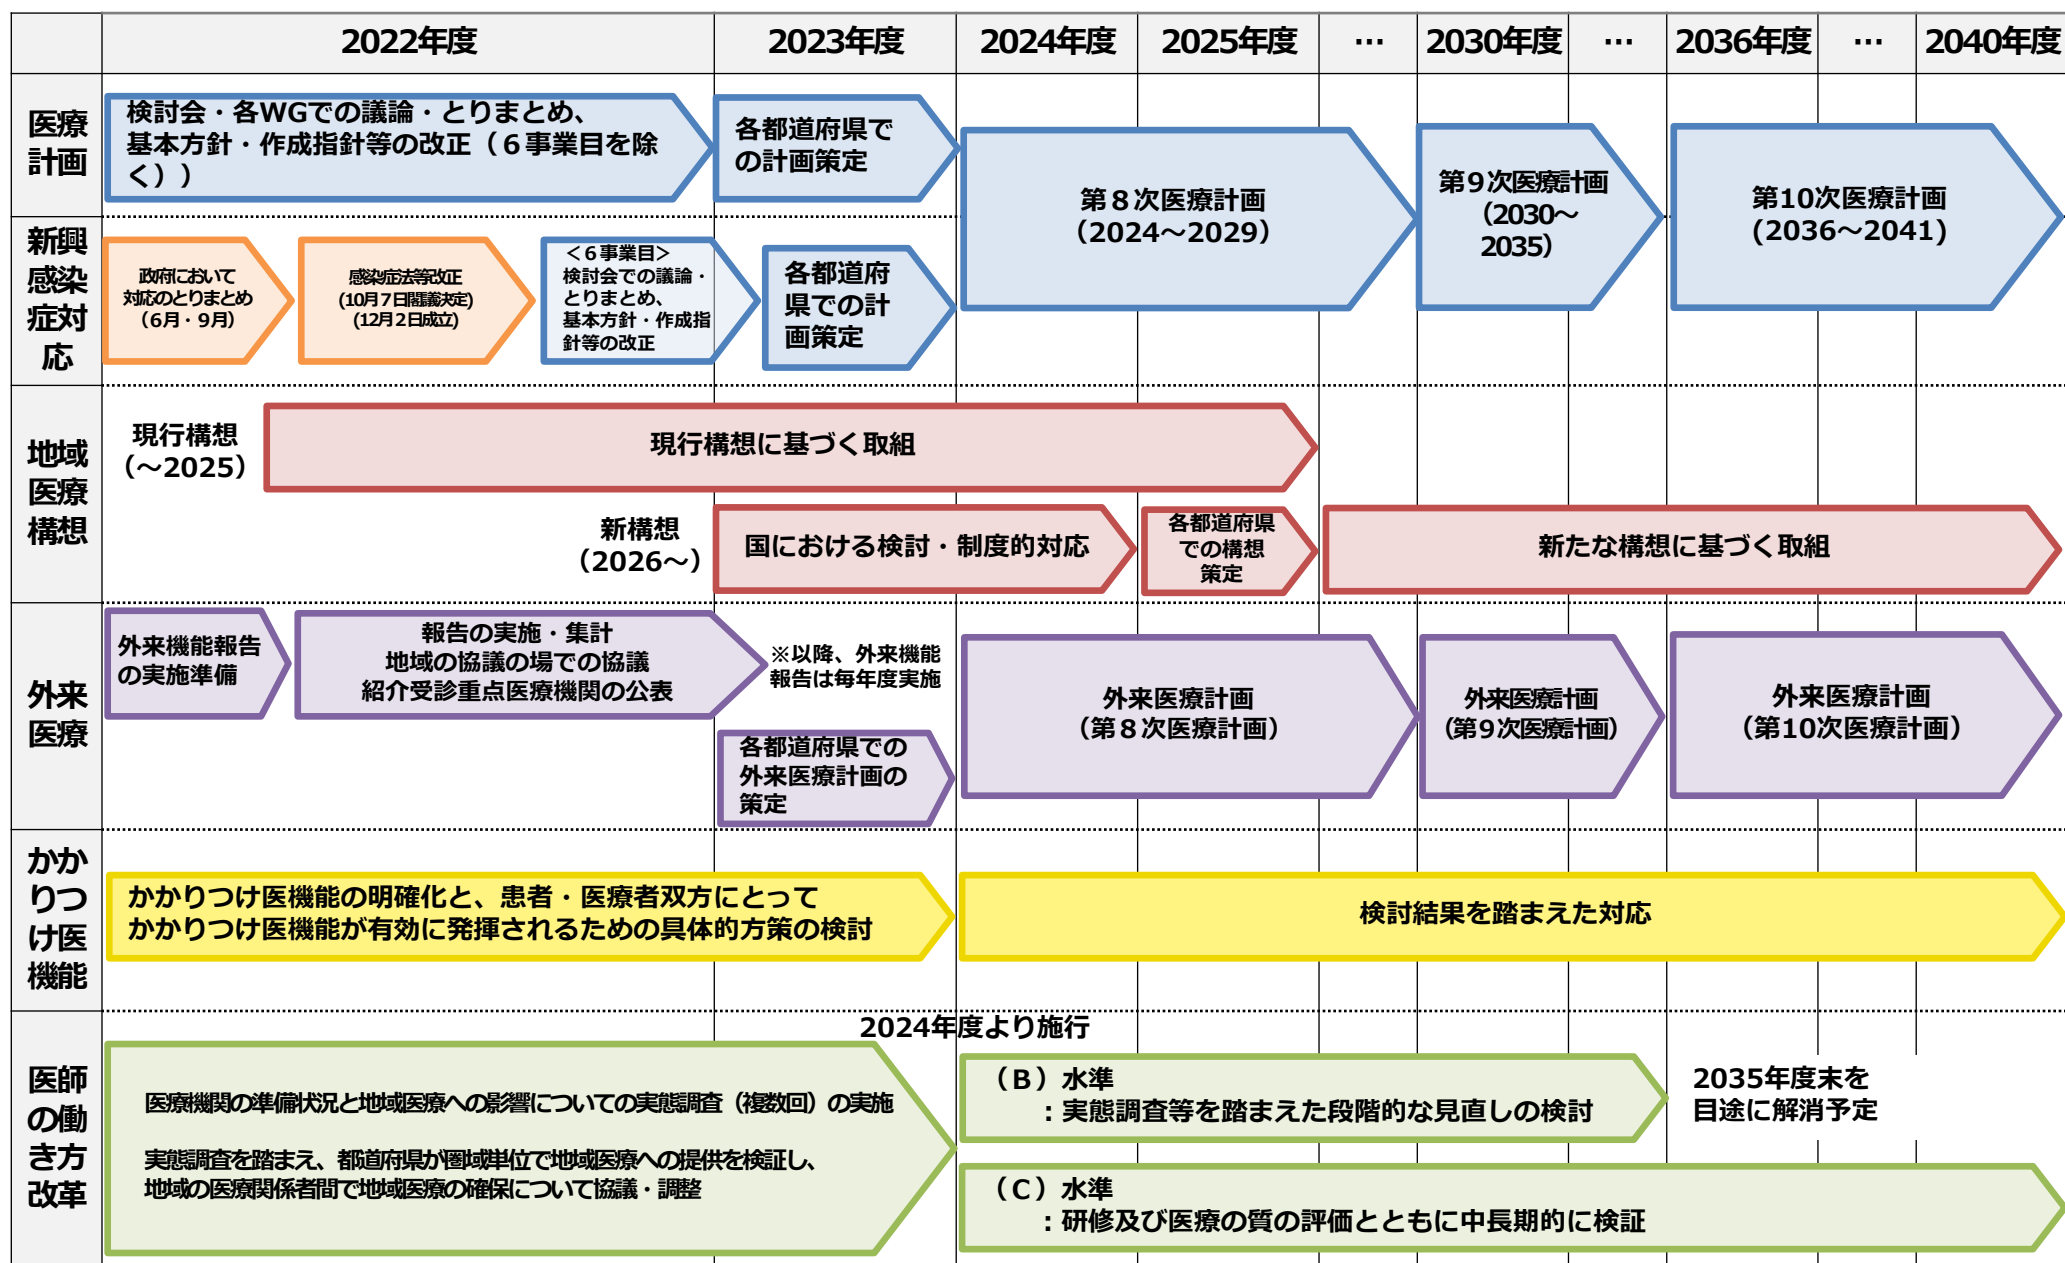 2022年度
2023年度
2024年度
2025年度
…
2030年度
…
2036年度
…
2040年度
医療
計画
検討会・各WGでの議論・とりまとめ、
基本方針・作成指針等の改正（６事業目を除
く））
各都道府県で
の計画策定
第８次医療計画
（2024～2029）
第９次医療計画
（2030～
2035）
第10次医療計画
（2036～2041）
新興
感染
症対
応
政府において
対応のとりまとめ
（６月・９月）
感染症法等改正
(10月７日閣議決定)
(12月２日成立)
＜６事業目＞
検討会での議論・
とりまとめ、
基本方針・作成指
針等の改正
各都道府
県での計
画策定
地域
医療
構想
現行構想
（～2025）
現行構想に基づく取組
新構想
（2026～）
国における検討・制度的対応
各都道府県
での構想
策定
新たな構想に基づく取組
外来
医療
外来機能報告
の実施準備
報告の実施・集計
地域の協議の場での協議
紹介受診重点医療機関の公表
※以降、外来機能
報告は毎年度実施
各都道府県での
外来医療計画の
策定
外来医療計画
（第８次医療計画）
外来医療計画
（第９次医療計画）
外来医療計画
（第10次医療計画）
かか
りつ
け医
機能
かかりつけ医機能の明確化と、患者・医療者双方にとって
かかりつけ医機能が有効に発揮されるための具体的方策の検討
検討結果を踏まえた対応
医師
の働
き方
改革
2024年度より施行
医療機関の準備状況と地域医療への影響についての実態調査（複数回）の実施
実態調査を踏まえ、都道府県が圏域単位で地域医療への提供を検証し、
地域の医療関係者間で地域医療の確保について協議・調整
（Ｂ）水準
：実態調査等を踏まえた段階的な見直しの検討
2035年度末を
目途に解消予定
（Ｃ）水準
：研修及び医療の質の評価とともに中長期的に検証